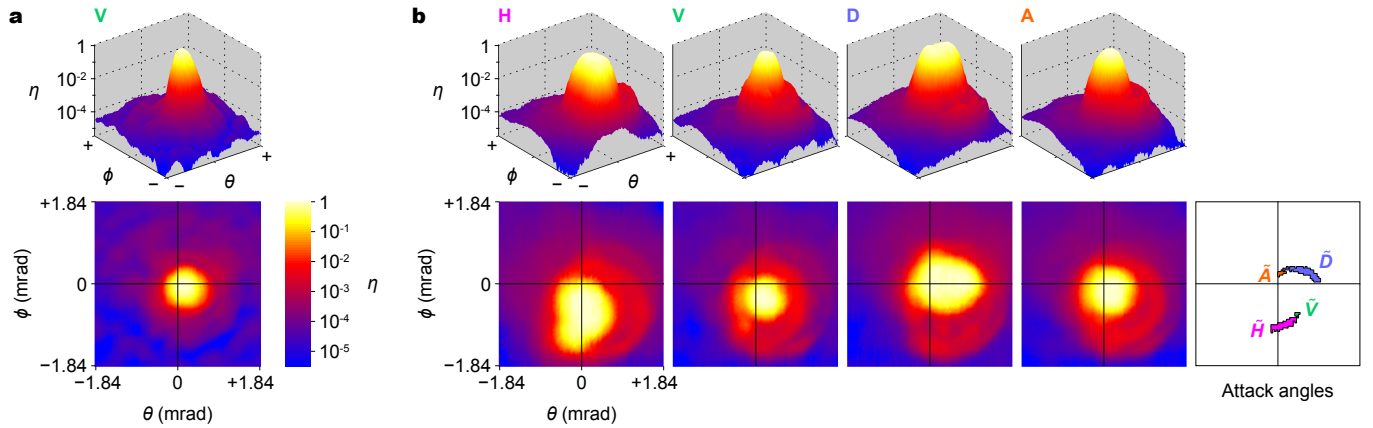 a
V
1
10⁻²
η
10⁻⁴
+
ϕ
−
−
θ
+
+1.84
ϕ (mrad)
0
−1.84
−1.84
0
+1.84
θ (mrad)
1
10⁻¹
10⁻²
η
10⁻³
10⁻⁴
10⁻⁵
b
H
V
D
A
1
10⁻²
η
10⁻⁴
+
ϕ
−
−
θ
+
+1.84
ϕ (mrad)
0
−1.84
−1.84
0
+1.84
θ (mrad)
Ã
D̃
Ṽ
H̃
Attack angles